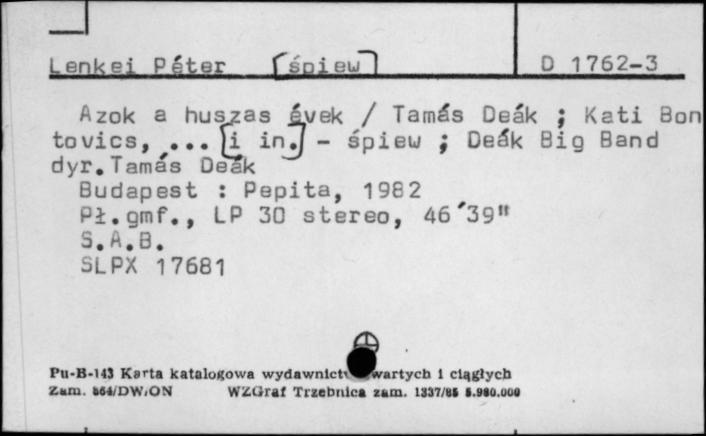 Lenkei Péter [śpiew] D 1762-3
Azok a huszas évek / Tamás Deák ; Kati Bon
tovics, ... [i in.] - śpiew ; Deák Big Band
dyr. Tamás Deák
Budapest : Pepita, 1982
Pł.gmf., LP 30 stereo, 46´39"
S.A.B.
SLPX 17681
Pu-B-143 Karta katalogowa wydawnictw wartych i ciągłych
Zam. 864/DW/ON WZGraf Trzebnica zam. 1337/85 5.980.000